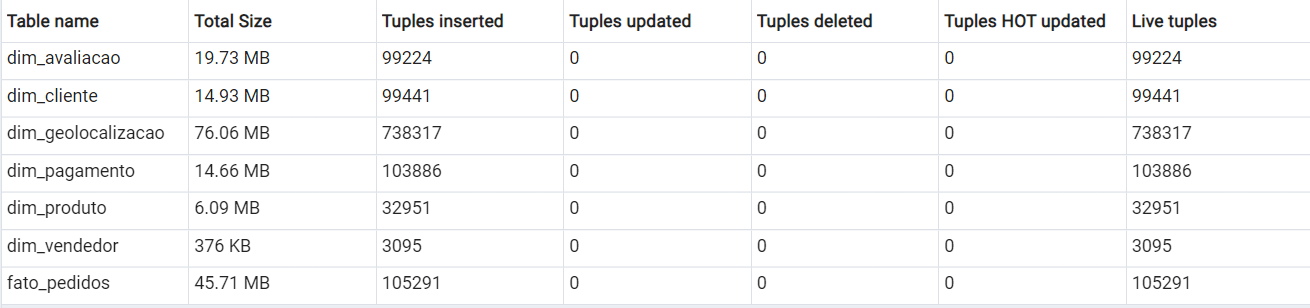 Table name Total Size Tuples inserted Tuples updated Tuples deleted Tuples HOT updated Live tuples
dim_avaliacao 19.73 MB 99224 0 0 0 99224
dim_cliente 14.93 MB 99441 0 0 0 99441
dim_geolocalizacao 76.06 MB 738317 0 0 0 738317
dim_pagamento 14.66 MB 103886 0 0 0 103886
dim_produto 6.09 MB 32951 0 0 0 32951
dim_vendedor 376 KB 3095 0 0 0 3095
fato_pedidos 45.71 MB 105291 0 0 0 105291